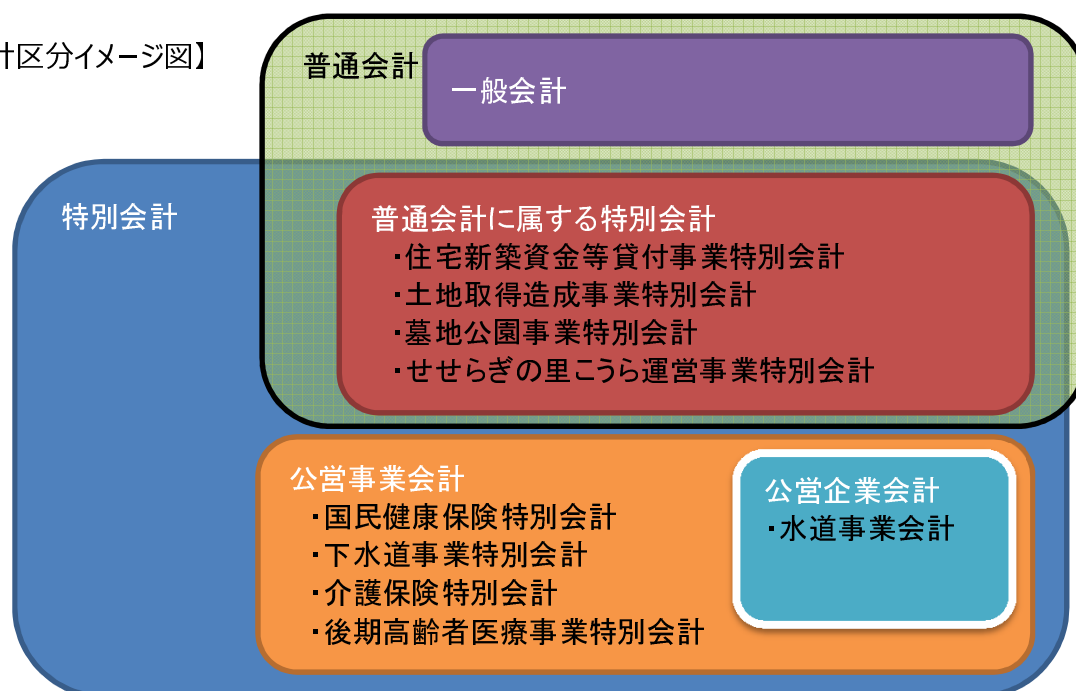 計区分イメージ図】
普通会計
一般会計
特別会計
普通会計に属する特別会計
・住宅新築資金等貸付事業特別会計
・土地取得造成事業特別会計
・墓地公園事業特別会計
・せせらぎの里こうら運営事業特別会計
公営事業会計
・国民健康保険特別会計
・下水道事業特別会計
・介護保険特別会計
・後期高齢者医療事業特別会計
公営企業会計
・水道事業会計